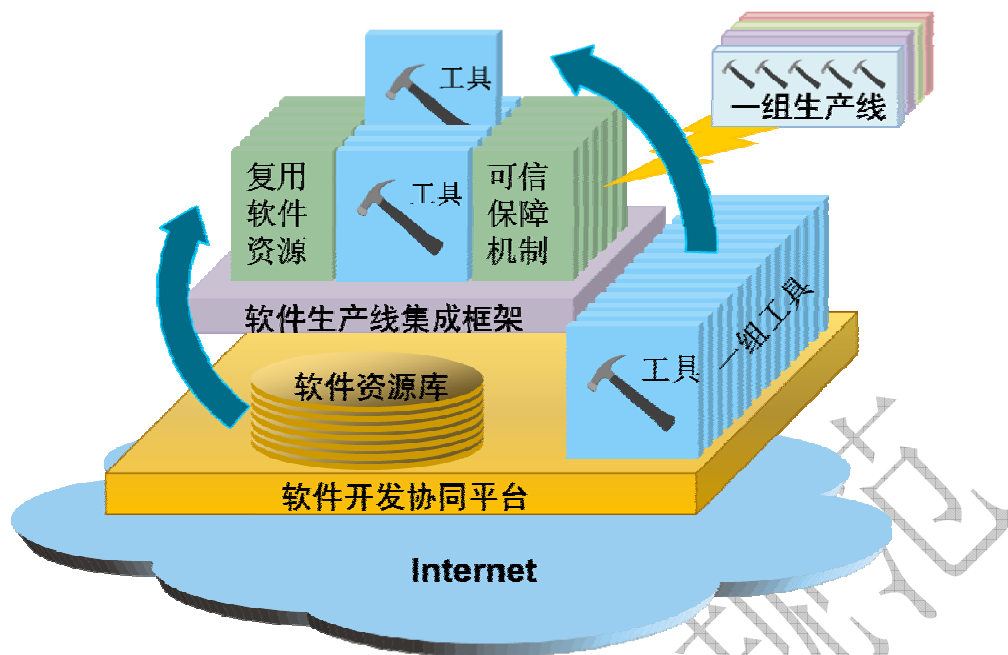 工具
一组生产线
复用
软件
资源
工具
可信
保障
机制
软件生产线集成框架
工具
一组工具
软件资源库
软件开发协同平台
Internet
范